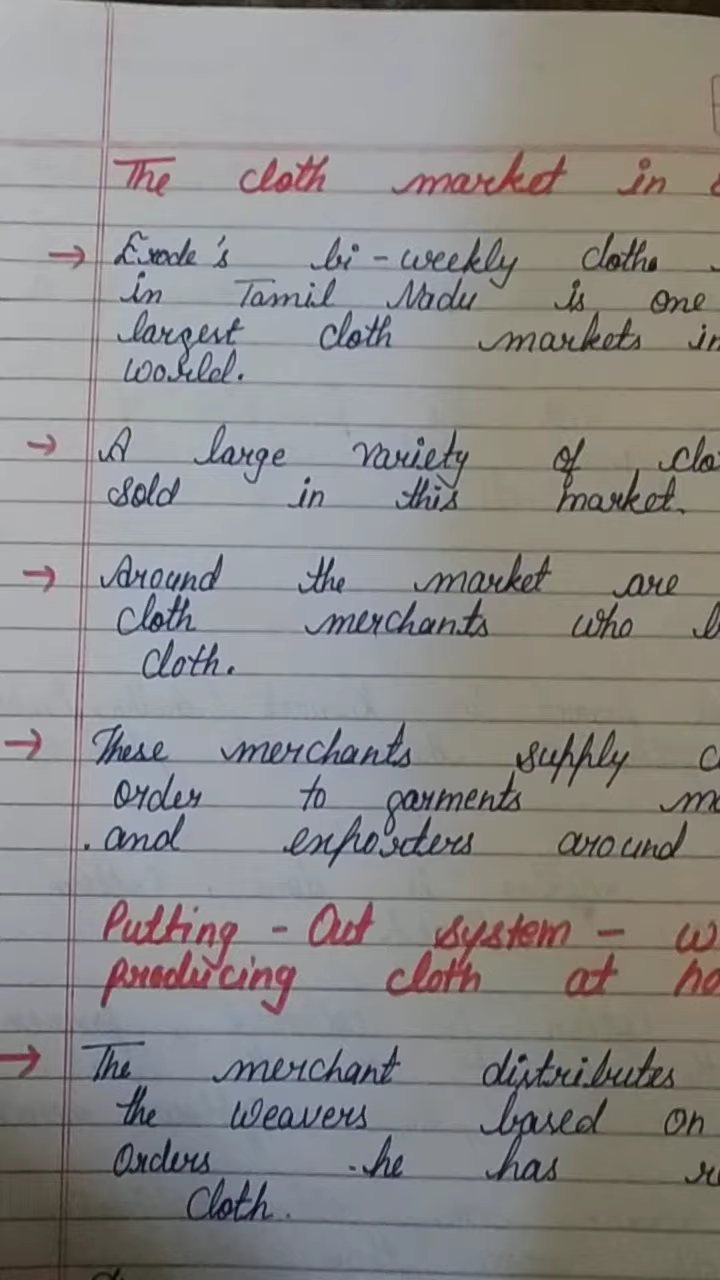 The cloth market in
Erode's bi-weekly cloths
in Tamil Nadu is one
largest cloth markets in
world.
A large variety of
sold in this market.
Around the market are
cloth merchants who
cloth.
These merchants supply
order to garments
and exporters around
Putting-Out system -
producing cloth at
The merchant distributes
the weavers based on
orders he has
cloth.